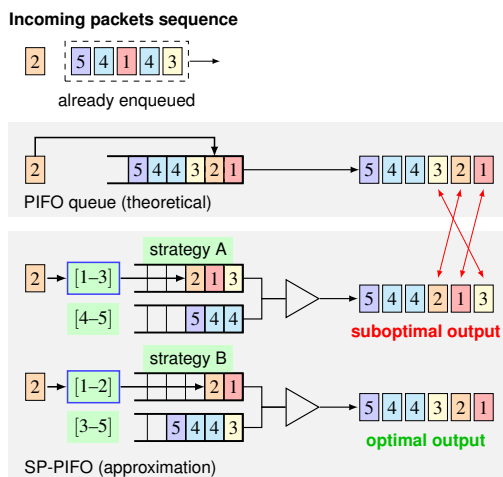 Incoming packets sequence
2 5 4 1 4 3
already enqueued
2 5 4 4 3 2 1 5 4 4 3 2 1
PIFO queue (theoretical)
strategy A
2 [1–3] 2 1 3
5 4 4 2 1 3
[4–5] 5 4 4
suboptimal output
strategy B
2 [1–2] 2 1
5 4 4 3 2 1
[3–5] 5 4 4 3
optimal output
SP-PIFO (approximation)